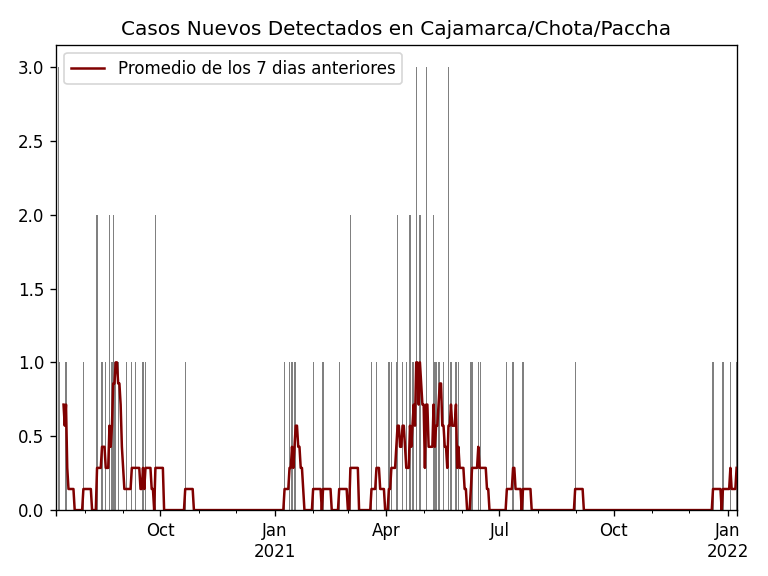 Casos Nuevos Detectados en Cajamarca/Chota/Paccha
Promedio de los 7 dias anteriores
3.0
2.5
2.0
1.5
1.0
0.5
0.0
Oct Jan Apr Jul Oct Jan
2021 2022